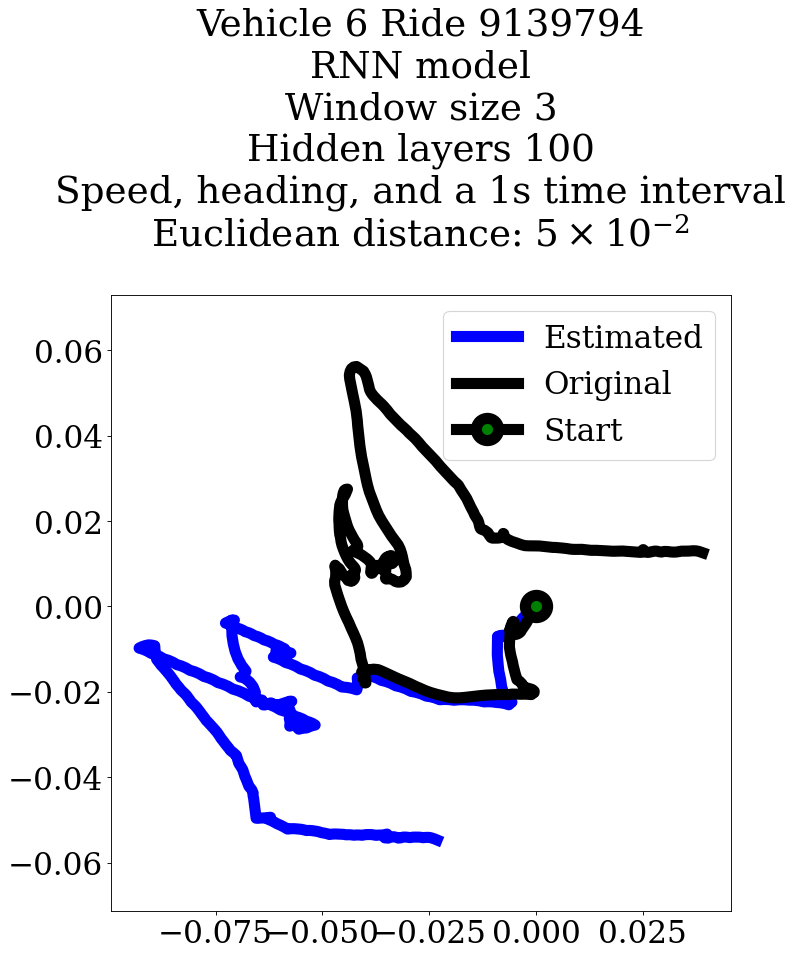 Vehicle 6 Ride 9139794
RNN model
Window size 3
Hidden layers 100
Speed, heading, and a 1s time interval
Euclidean distance: 5 × 10⁻²
Estimated
Original
Start
0.06
0.04
0.02
0.00
−0.02
−0.04
−0.06
−0.075 −0.050 −0.025 0.000 0.025